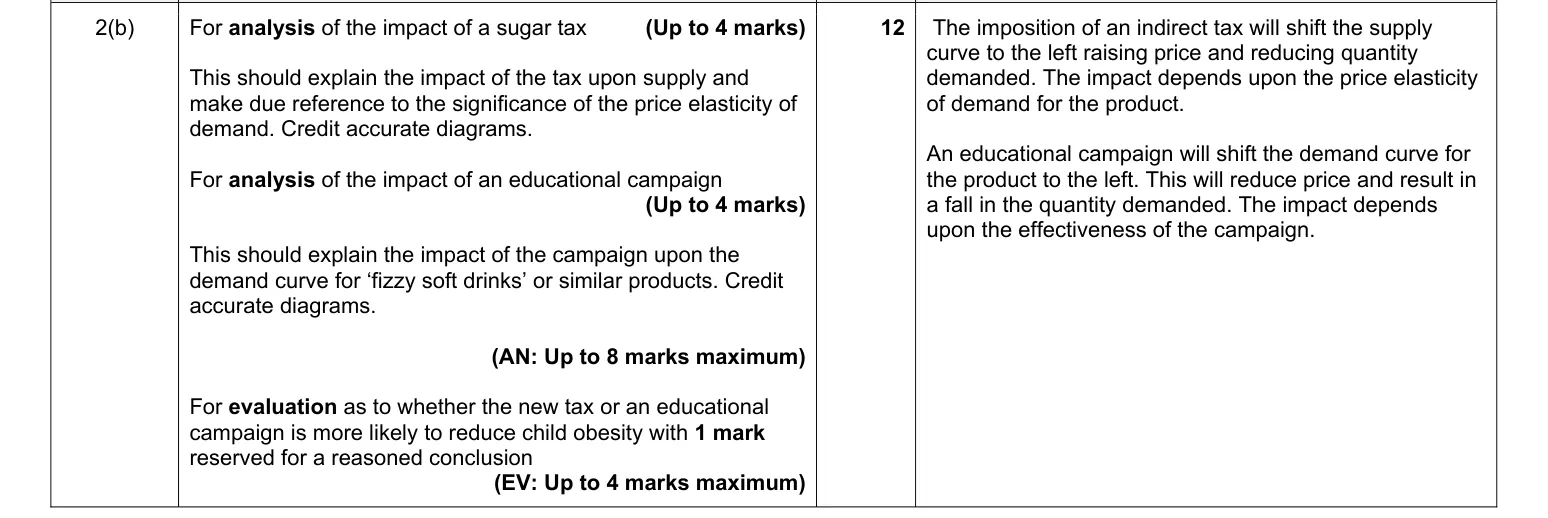 2(b)
For analysis of the impact of a sugar tax (Up to 4 marks)
This should explain the impact of the tax upon supply and
make due reference to the significance of the price elasticity of
demand. Credit accurate diagrams.
For analysis of the impact of an educational campaign
(Up to 4 marks)
This should explain the impact of the campaign upon the
demand curve for ‘fizzy soft drinks’ or similar products. Credit
accurate diagrams.
(AN: Up to 8 marks maximum)
For evaluation as to whether the new tax or an educational
campaign is more likely to reduce child obesity with 1 mark
reserved for a reasoned conclusion
(EV: Up to 4 marks maximum)
12
The imposition of an indirect tax will shift the supply
curve to the left raising price and reducing quantity
demanded. The impact depends upon the price elasticity
of demand for the product.
An educational campaign will shift the demand curve for
the product to the left. This will reduce price and result in
a fall in the quantity demanded. The impact depends
upon the effectiveness of the campaign.